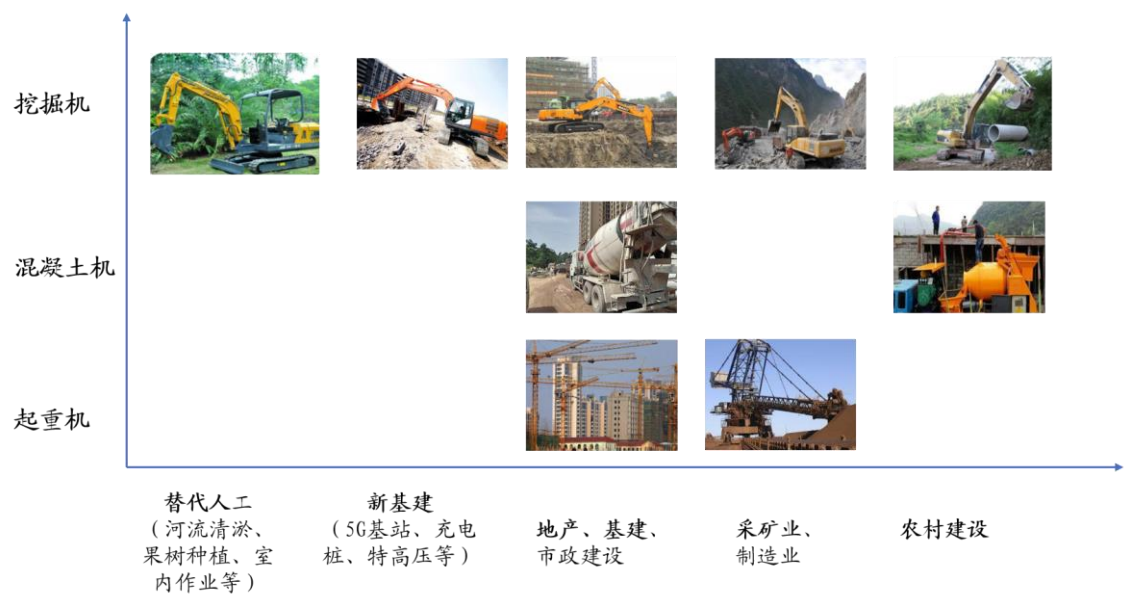 挖掘机
混凝土机
起重机
替代人工
（河流清淤、
果树种植、室
内作业等）
新基建
（5G基站、充电
桩、特高压等）
地产、基建、
市政建设
采矿业、
制造业
农村建设